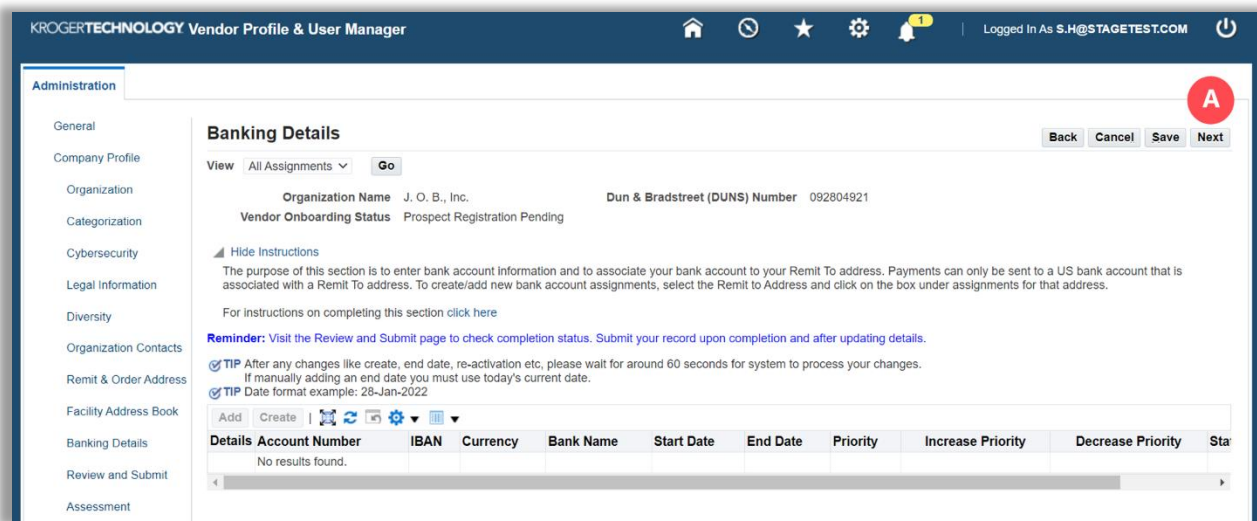 KROGERTECHNOLOGY. Vendor Profile & User Manager
1
Logged In As S.H@STAGETEST.COM
Administration
A
General
Company Profile
Organization
Categorization
Cybersecurity
Legal Information
Diversity
Organization Contacts
Remit & Order Address
Facility Address Book
Banking Details
Review and Submit
Assessment
Banking Details
Back Cancel Save Next
View All Assignments Go
Organization Name J. O. B., Inc. Dun & Bradstreet (DUNS) Number 092804921
Vendor Onboarding Status Prospect Registration Pending
Hide Instructions
The purpose of this section is to enter bank account information and to associate your bank account to your Remit To address. Payments can only be sent to a US bank account that is
associated with a Remit To address. To create/add new bank account assignments, select the Remit to Address and click on the box under assignments for that address.
For instructions on completing this section click here
Reminder: Visit the Review and Submit page to check completion status. Submit your record upon completion and after updating details.
TIP After any changes like create, end date, re-activation etc, please wait for around 60 seconds for system to process your changes.
If manually adding an end date you must use today's current date.
TIP Date format example: 28-Jan-2022
Add Create
Details Account Number IBAN Currency Bank Name Start Date End Date Priority Increase Priority Decrease Priority Sta
No results found.